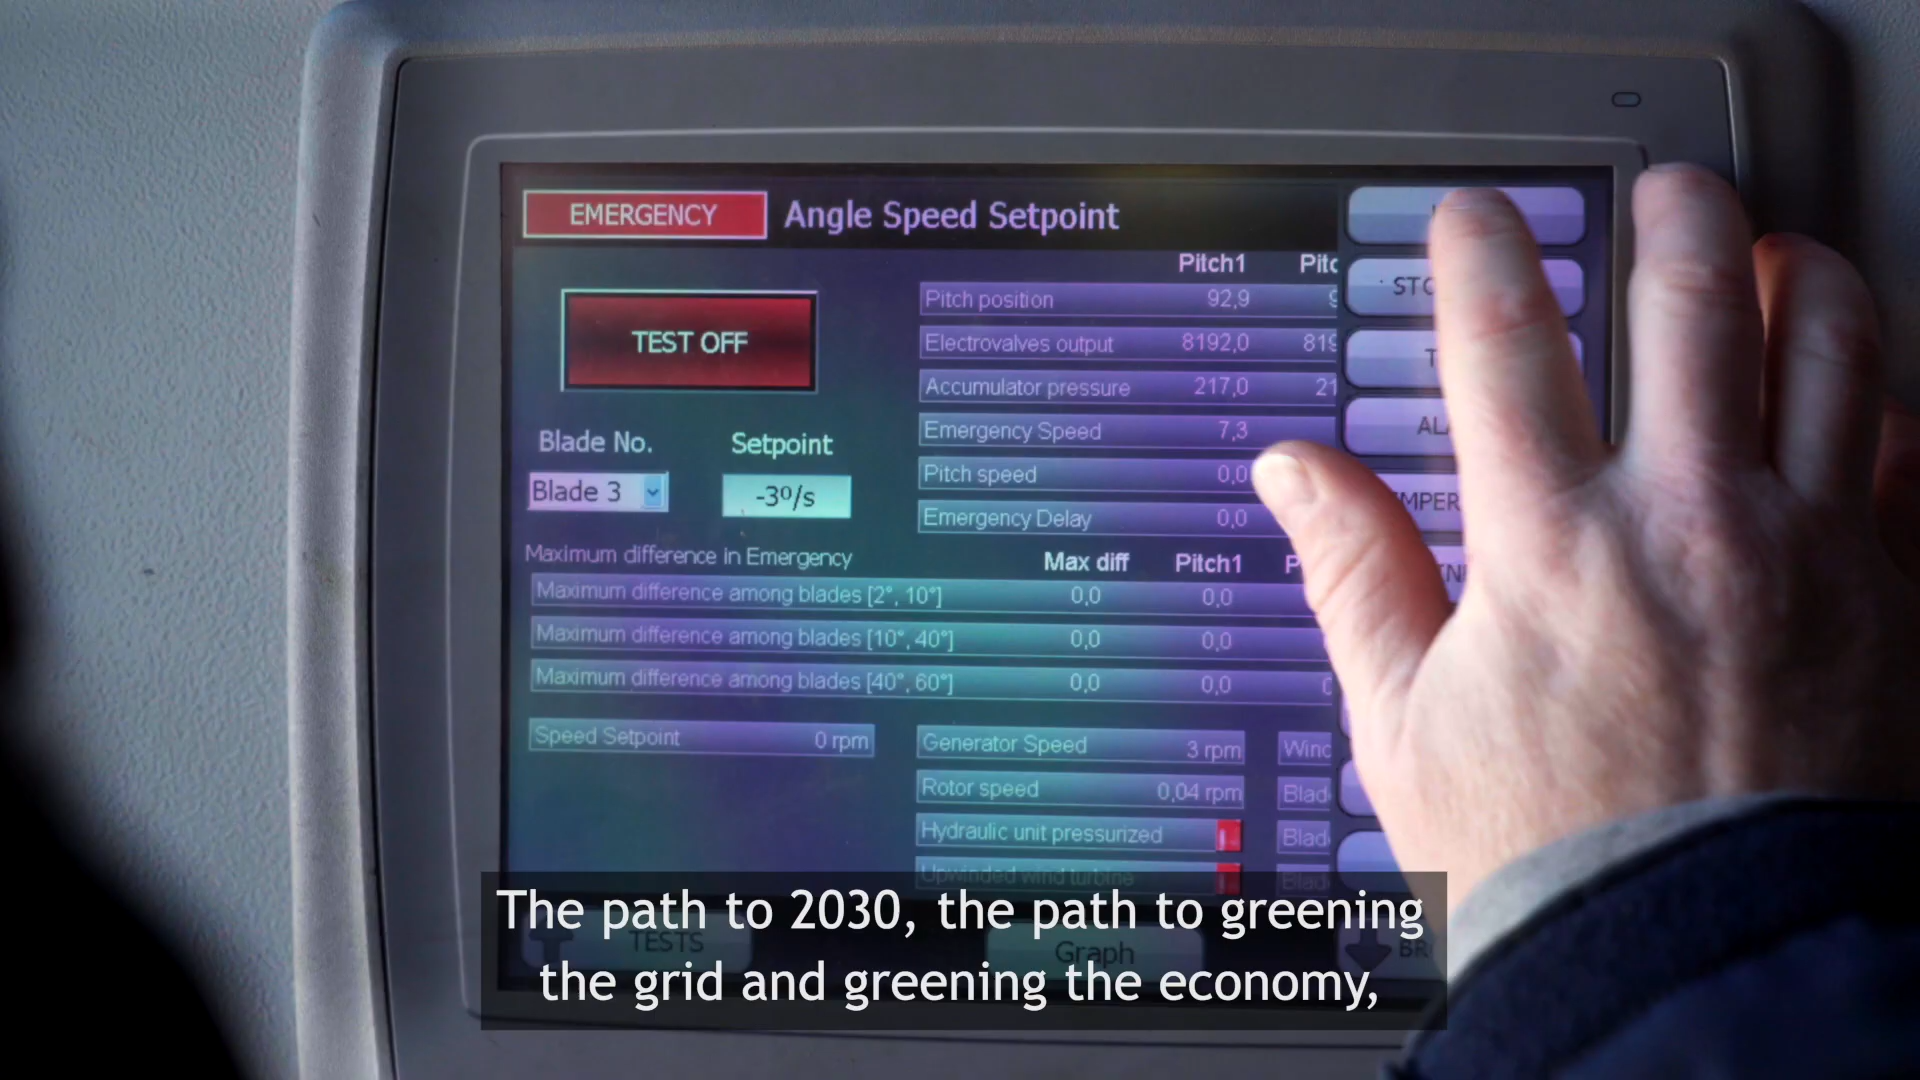 EMERGENCY Angle Speed Setpoint
TEST OFF
Blade No. Setpoint
Blade 3 -3º/s
Pitch1
Pitch position 92,9
Electrovalves output 8192,0
Accumulator pressure 217,0
Emergency Speed 7,3
Pitch speed 0,0
Emergency Delay 0,0
Maximum difference in Emergency Max diff Pitch1
Maximum difference among blades [2°, 10°] 0,0 0,0
Maximum difference among blades [10°, 40°] 0,0 0,0
Maximum difference among blades [40°, 60°] 0,0 0,0
Speed Setpoint 0 rpm
Generator Speed 3 rpm
Rotor speed 0,04 rpm
Hydraulic unit pressurized
Upwinded wind turbine
TESTS Graph
The path to 2030, the path to greening
the grid and greening the economy,